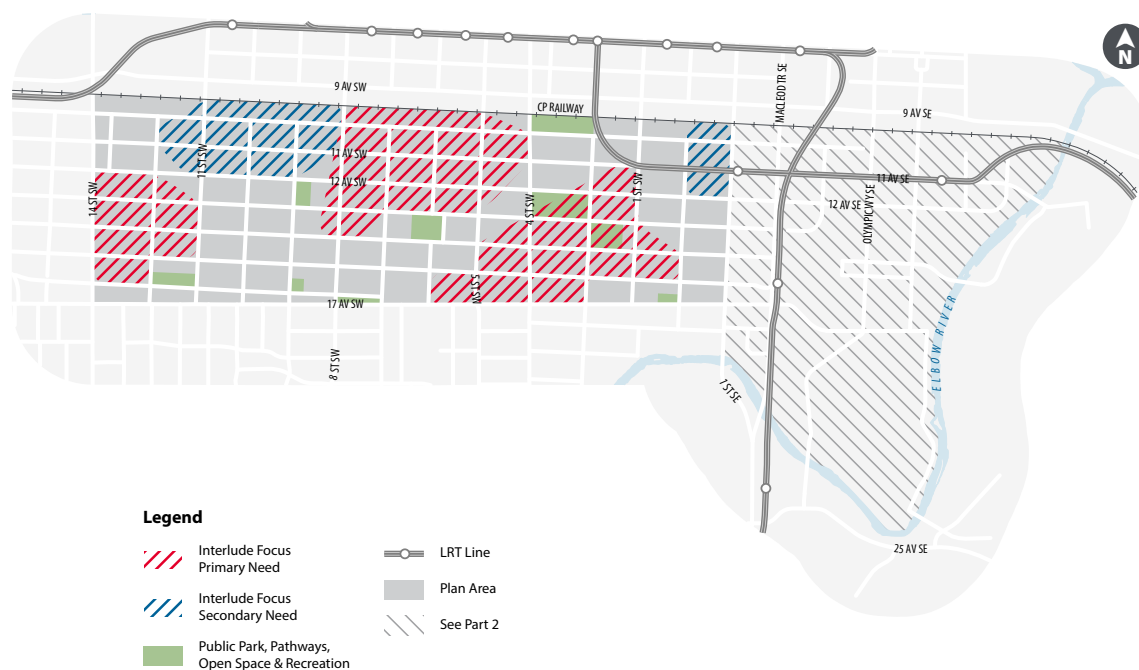 N
9 AV SW
CP RAILWAY
MACLEOD TR SE
9 AV SE
11 AV SW
11 ST SW
12 AV SW
14 ST SW
4 ST SW
1 ST SW
11 AV SE
12 AV SE
OLYMPIC WY SE
5 ST SW
17 AV SW
8 ST SW
7 ST SE
ELBOW RIVER
25 AV SE
Legend
Interlude Focus
Primary Need
Interlude Focus
Secondary Need
Public Park, Pathways,
Open Space & Recreation
LRT Line
Plan Area
See Part 2